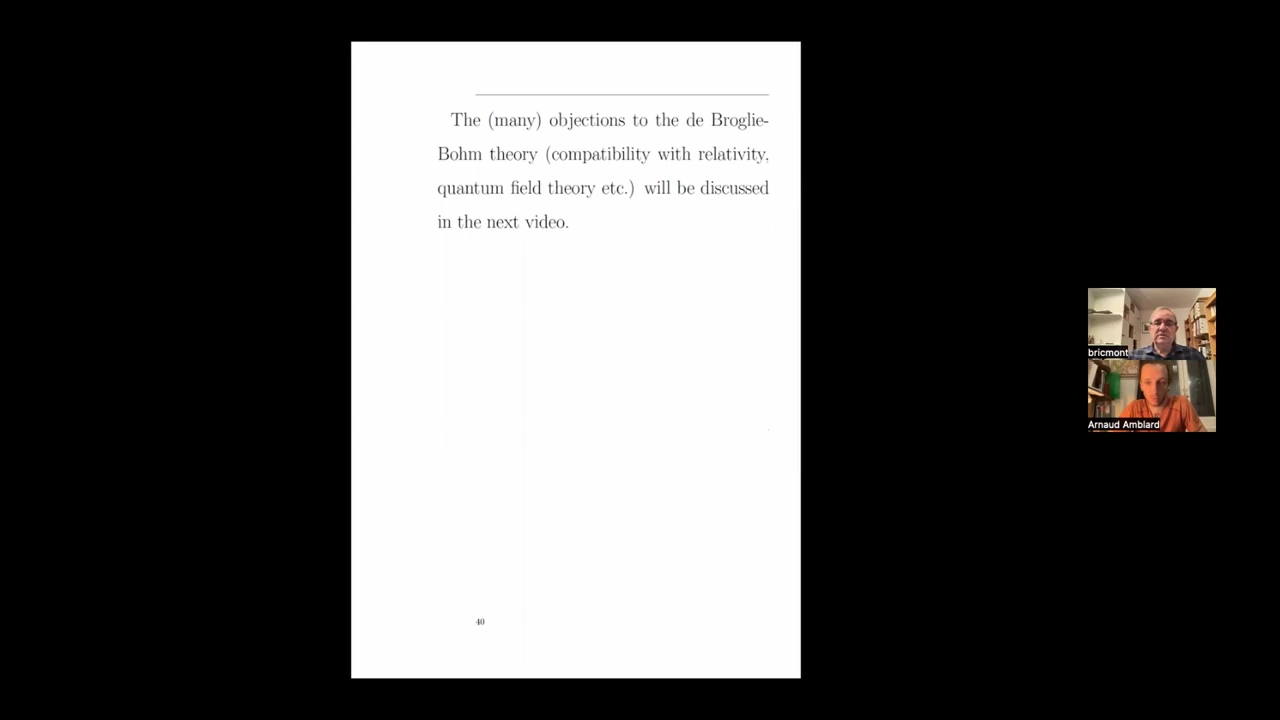 The (many) objections to the de Broglie-
Bohm theory (compatibility with relativity,
quantum field theory etc.) will be discussed
in the next video.
40
bricmont
Arnaud Amblard